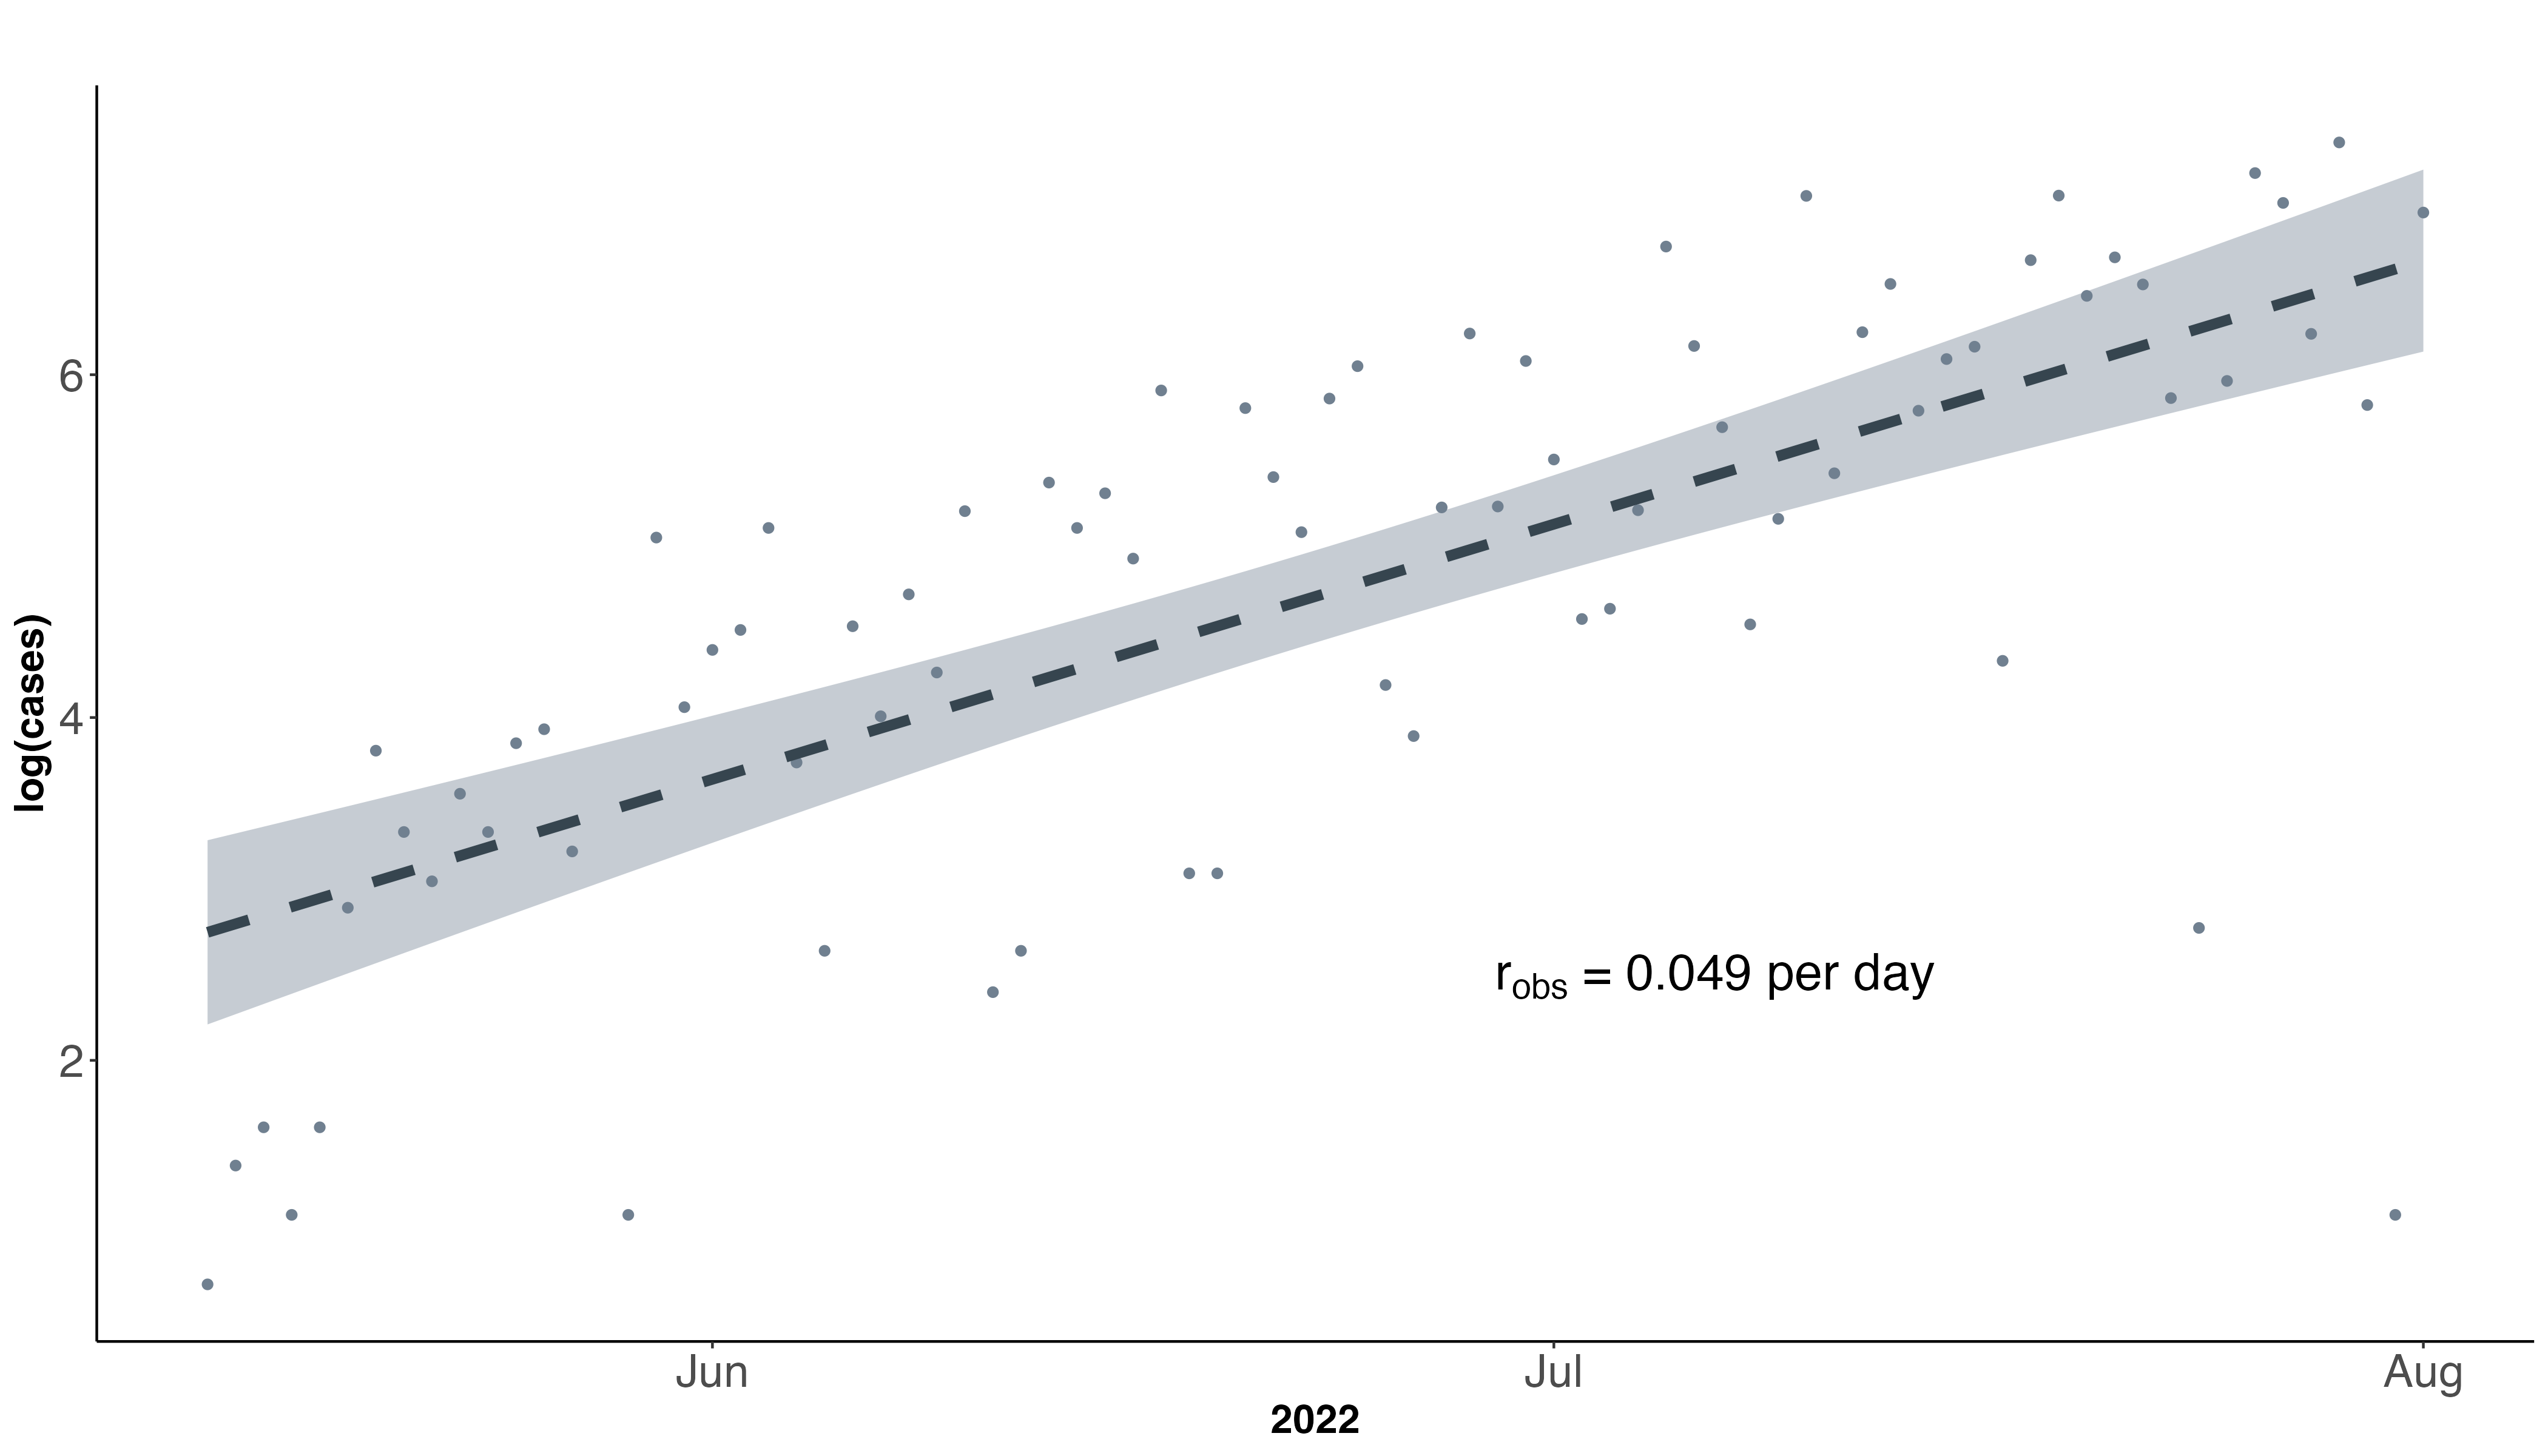 log(cases)
6
4
2
r_obs = 0.049 per day
Jun
Jul
Aug
2022